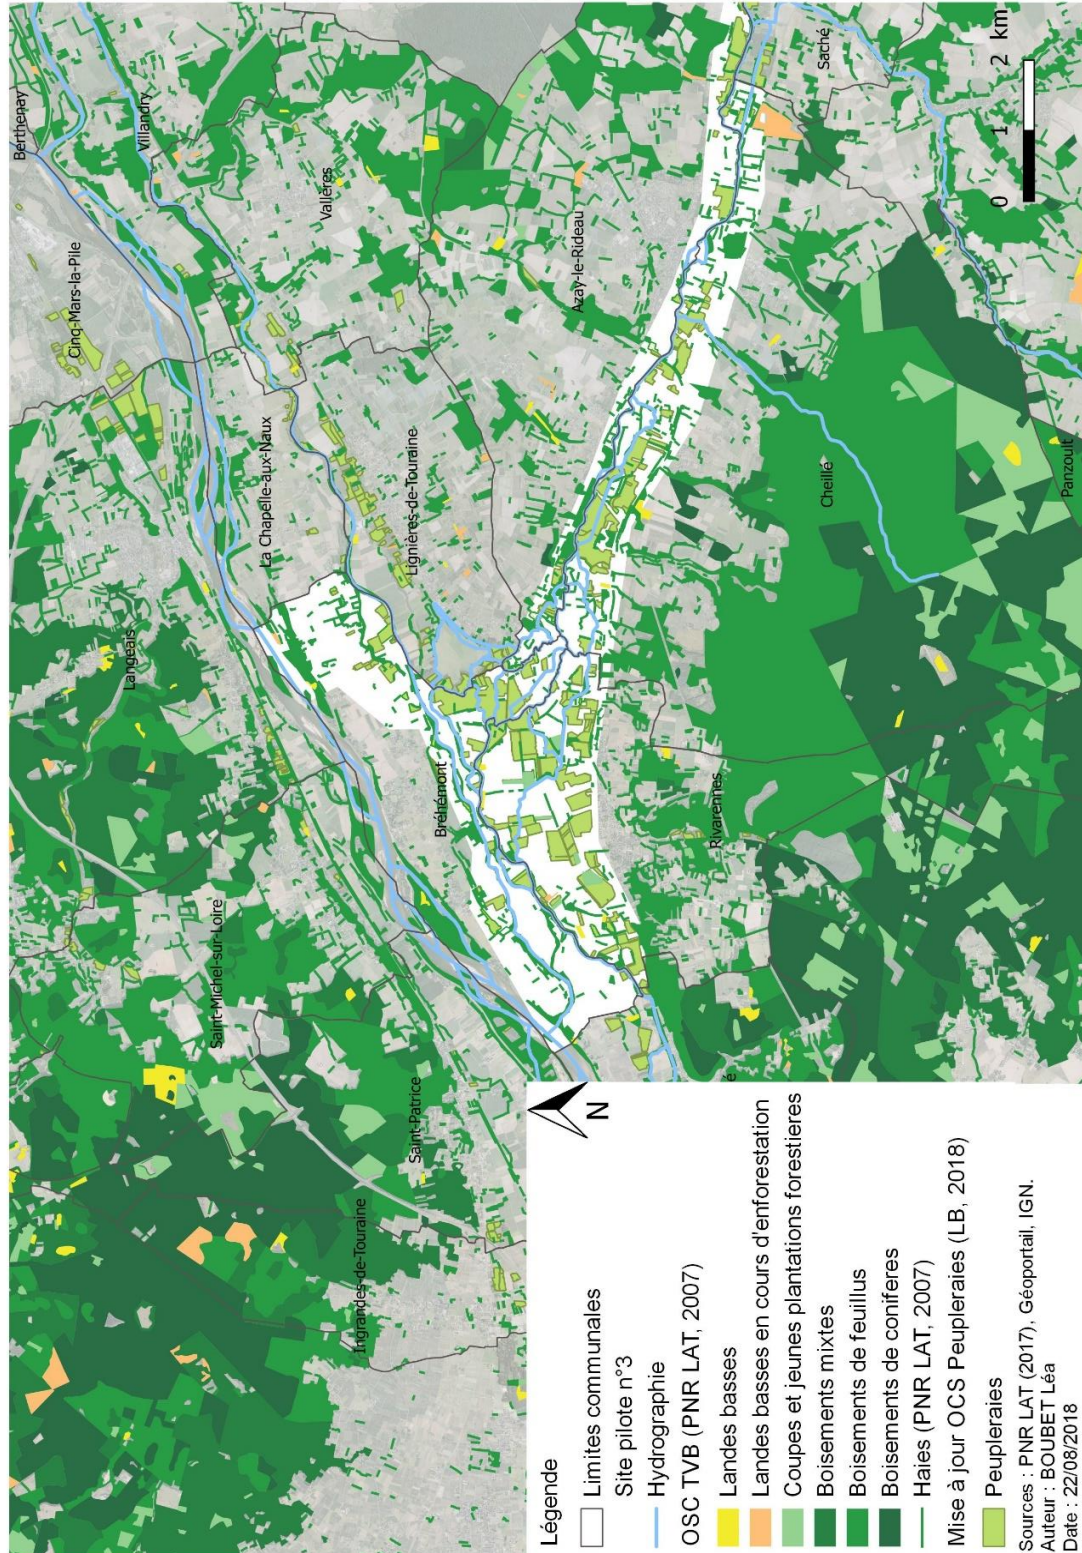 Berthenay
Villandry
Cinq-Mars-la-Pile
Vallères
La Chapelle-aux-Naux
Langeais
Lignières-de-Touraine
Azay-le-Rideau
Saché
Bréhémont
Saint-Michel-sur-Loire
Cheillé
Rivarennes
Panzoult
Saint-Patrice
Ingrandes-de-Touraine
é
0 1 2 km
N
Légende
Limites communales
Site pilote n°3
Hydrographie
OSC TVB (PNR LAT, 2007)
Landes basses
Landes basses en cours d'enforestation
Coupes et jeunes plantations forestieres
Boisements mixtes
Boisements de feuillus
Boisements de coniferes
Haies (PNR LAT, 2007)
Mise à jour OCS Peupleraies (LB, 2018)
Peupleraies
Sources : PNR LAT (2017), Géoportail, IGN.
Auteur : BOUBET Léa
Date : 22/08/2018